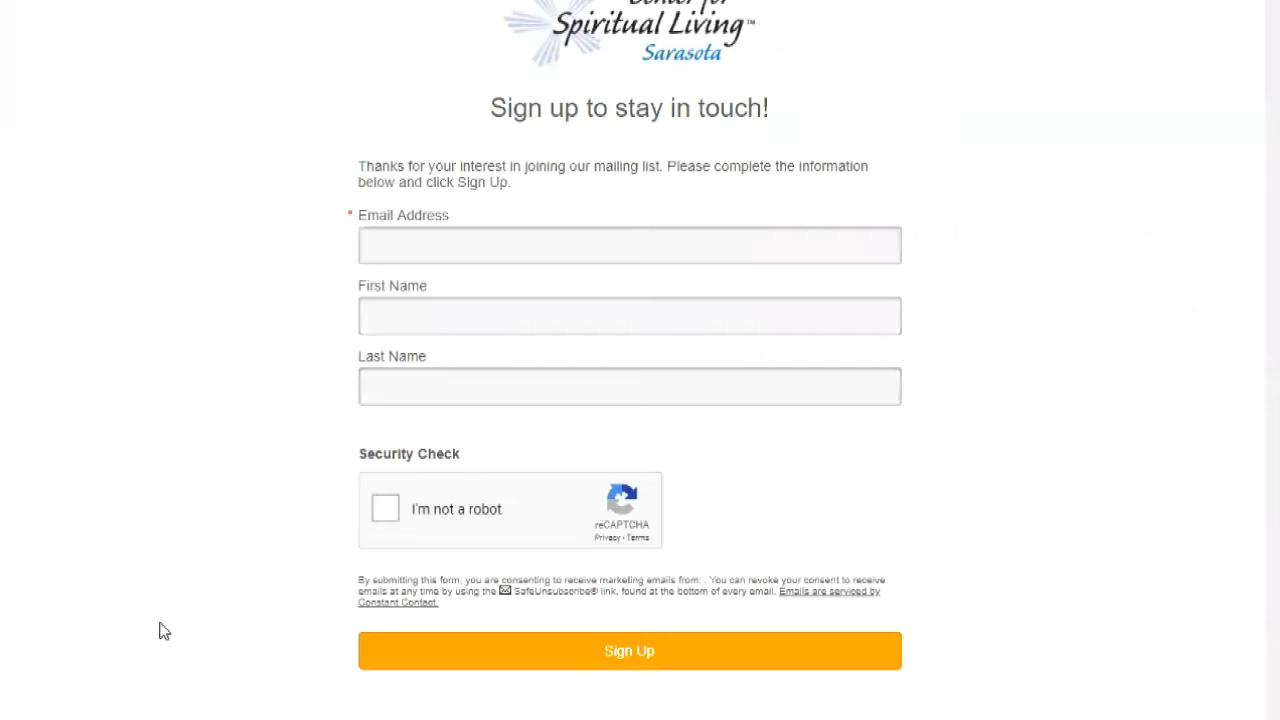 Center for
Spiritual Living™
Sarasota
Sign up to stay in touch!
Thanks for your interest in joining our mailing list. Please complete the information
below and click Sign Up.
* Email Address
First Name
Last Name
Security Check
I'm not a robot
reCAPTCHA
Privacy - Terms
By submitting this form, you are consenting to receive marketing emails from: . You can revoke your consent to receive
emails at any time by using the SafeUnsubscribe® link, found at the bottom of every email. Emails are serviced by
Constant Contact.
Sign Up